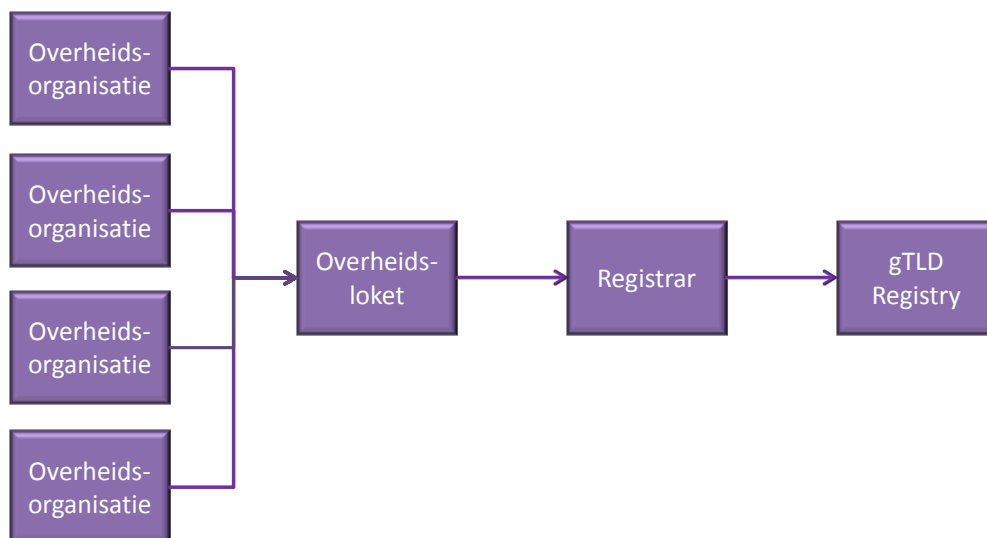 Overheids-
organisatie
Overheids-
organisatie
Overheids-
organisatie
Overheids-
organisatie
Overheids-
loket
Registrar
gTLD
Registry